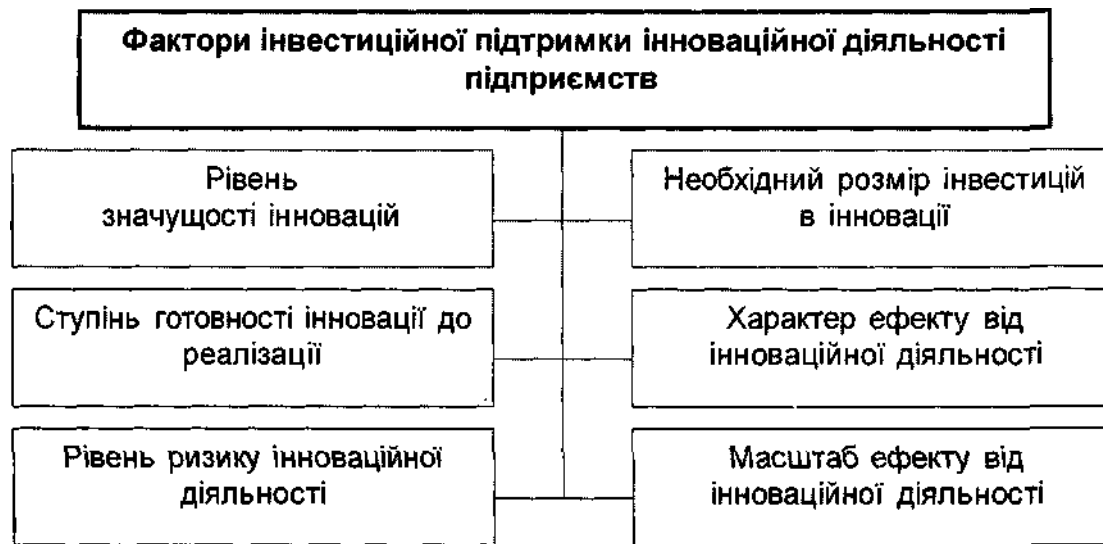 Фактори інвестиційної підтримки інноваційної діяльності
підприємств
Рівень
значущості інновацій
Необхідний розмір інвестицій
в інновації
Ступінь готовності інновації до
реалізації
Характер ефекту від
інноваційної діяльності
Рівень ризику інноваційної
діяльності
Масштаб ефекту від
інноваційної діяльності